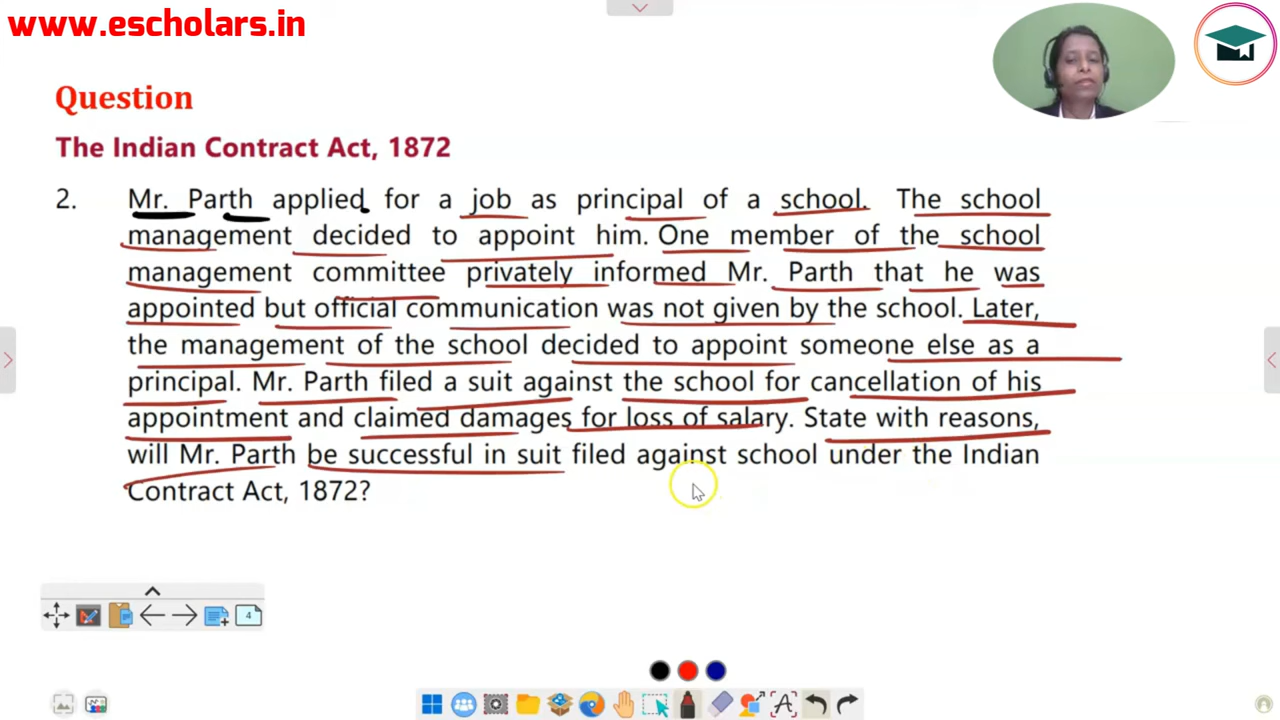 www.escholars.in
Question
The Indian Contract Act, 1872
2. Mr. Parth applied for a job as principal of a school. The school
management decided to appoint him. One member of the school
management committee privately informed Mr. Parth that he was
appointed but official communication was not given by the school. Later,
the management of the school decided to appoint someone else as a
principal. Mr. Parth filed a suit against the school for cancellation of his
appointment and claimed damages for loss of salary. State with reasons,
will Mr. Parth be successful in suit filed against school under the Indian
Contract Act, 1872?
4